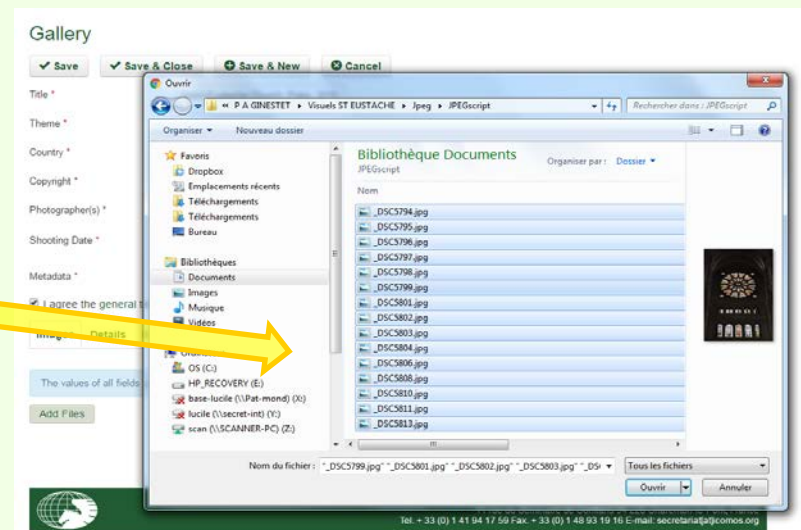 Gallery
Save Save & Close Save & New Cancel
Ouvrir
« P A GINESTET Visuels ST EUSTACHE Jpeg JPEGscript Rechercher dans : JPEGscript
Organiser Nouveau dossier
Title *
Theme *
Country *
Copyright *
Photographer(s) *
Shooting Date *
Metadata *
I agree the general
Details
The values of all fields
Add Files
Favoris
Dropbox
Emplacements récents
Téléchargements
Téléchargements
Bureau
Bibliothèques
Documents
Images
Musique
Vidéos
OS (C:)
HP_RECOVERY (E:)
base-lucile (\\Pat-mond) (X:)
lucile (\\secret-int) (Y:)
scan (\\SCANNER-PC) (Z:)
Bibliothèque Documents
JPEGscript
Organiser par : Dossier
Nom
_DSC5794.jpg
_DSC5795.jpg
_DSC5796.jpg
_DSC5797.jpg
_DSC5798.jpg
_DSC5799.jpg
_DSC5801.jpg
_DSC5802.jpg
_DSC5803.jpg
_DSC5804.jpg
_DSC5806.jpg
_DSC5808.jpg
_DSC5810.jpg
_DSC5811.jpg
_DSC5813.jpg
Nom du fichier : "_DSC5799.jpg" "_DSC5801.jpg" "_DSC5802.jpg" "_DSC5803.jpg" "_DS Tous les fichiers
Ouvrir Annuler
Tel. + 33 (0) 1 41 94 17 59 Fax. + 33 (0) 1 48 93 19 16 E-mail: secretariat[at]icomos.org